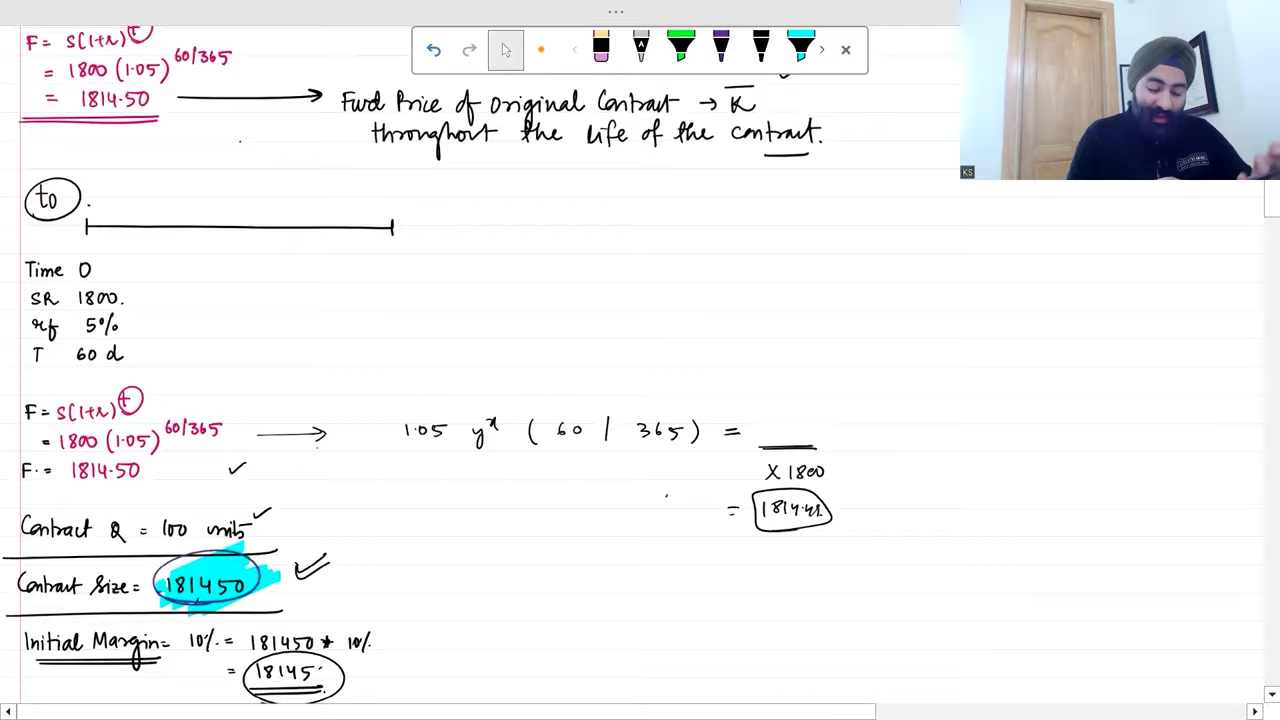 F = S(1+r)^t
= 1800 (1.05)^60/365
= 1814.50 ⟶ Fwd Price of Original Contract → K
throughout the life of the contract.
t0
Time 0
SR 1800.
rf 5%
T 60 d
F = S(1+r)^t
= 1800 (1.05)^60/365 ⟶ 1.05 y^x ( 60 / 365 ) =
F = 1814.50 ✓ X 1800
= 1814.49
Contract Q = 100 units ✓
Contract Size = 181450 ✓
Initial Margin = 10% = 181450 * 10%
= 18145
KS